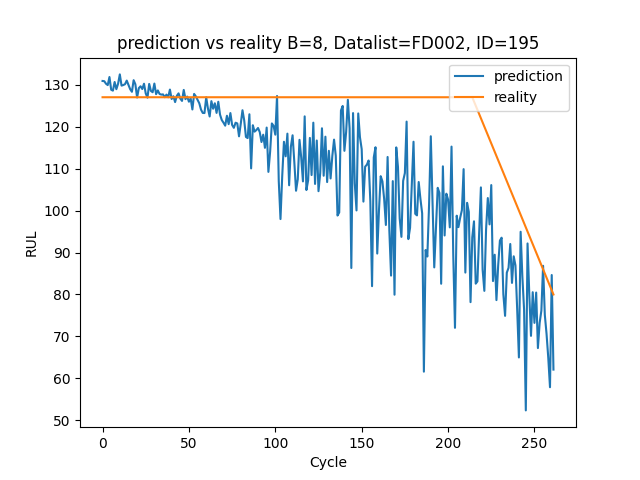 prediction vs reality B=8, Datalist=FD002, ID=195
prediction
reality
130
120
110
100
90
80
70
60
50
RUL
0 50 100 150 200 250
Cycle